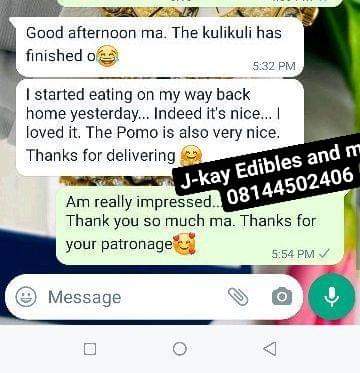 Good afternoon ma. The kulikuli has
finished o
5:32 PM
I started eating on my way back
home yesterday... Indeed it's nice... I
loved it. The Pomo is also very nice.
Thanks for delivering
J-kay Edibles and m
08144502406
Am really impressed...
Thank you so much ma. Thanks for
your patronage
5:54 PM
Message